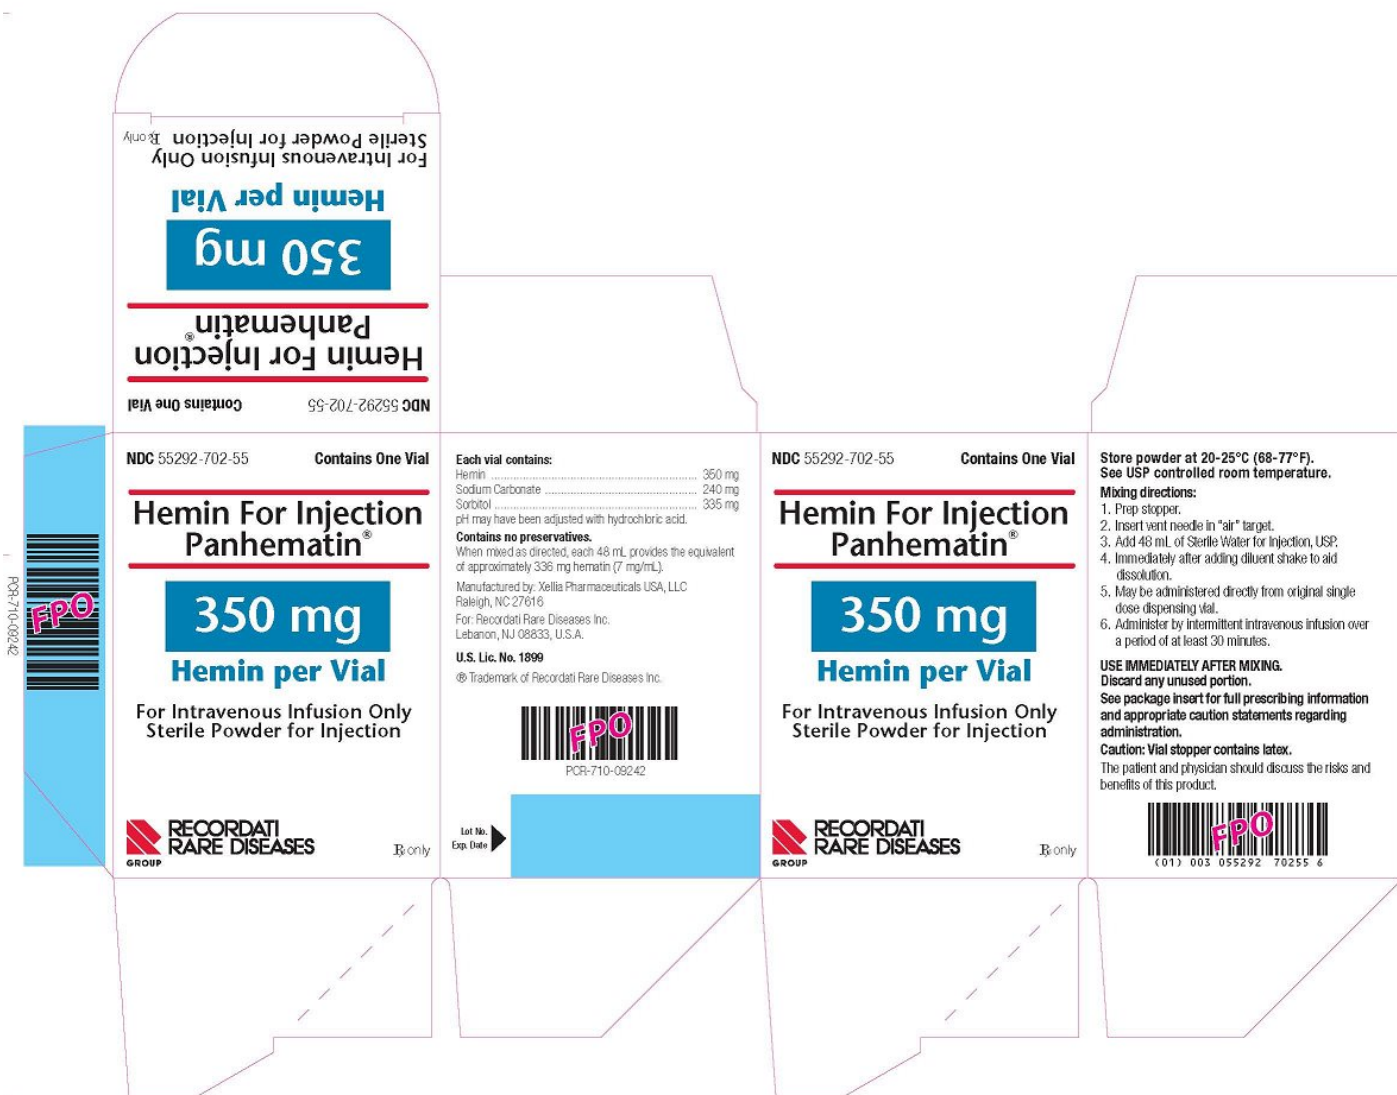 ℞ only
Sterile Powder for Injection
For Intravenous Infusion Only
Hemin per Vial
350 mg
Panhematin®
Hemin For Injection
NDC 55292-702-55 Contains One Vial
PCR-710-09242
FPO
NDC 55292-702-55 Contains One Vial
Hemin For Injection
Panhematin®
350 mg
Hemin per Vial
For Intravenous Infusion Only
Sterile Powder for Injection
RECORDATI
RARE DISEASES
GROUP
℞ only
Each vial contains:
Hemin ........ 350 mg
Sodium Carbonate ........ 240 mg
Sorbitol ........ 335 mg
pH may have been adjusted with hydrochloric acid.
Contains no preservatives.
When mixed as directed, each 48 mL provides the equivalent
of approximately 336 mg hematin (7 mg/mL).
Manufactured by: Xellia Pharmaceuticals USA, LLC
Raleigh, NC 27616
For: Recordati Rare Diseases Inc.
Lebanon, NJ 08833, U.S.A.
U.S. Lic. No. 1899
® Trademark of Recordati Rare Diseases Inc.
FPO
PCR-710-09242
Lot No.
Exp. Date
NDC 55292-702-55 Contains One Vial
Hemin For Injection
Panhematin®
350 mg
Hemin per Vial
For Intravenous Infusion Only
Sterile Powder for Injection
RECORDATI
RARE DISEASES
GROUP
℞ only
Store powder at 20-25°C (68-77°F).
See USP controlled room temperature.
Mixing directions:
1. Prep stopper.
2. Insert vent needle in "air" target.
3. Add 48 mL of Sterile Water for Injection, USP.
4. Immediately after adding diluent shake to aid
dissolution.
5. May be administered directly from original single
dose dispensing vial.
6. Administer by intermittent intravenous infusion over
a period of at least 30 minutes.
USE IMMEDIATELY AFTER MIXING.
Discard any unused portion.
See package insert for full prescribing information
and appropriate caution statements regarding
administration.
Caution: Vial stopper contains latex.
The patient and physician should discuss the risks and
benefits of this product.
FPO
(01) 003 055292 70255 6